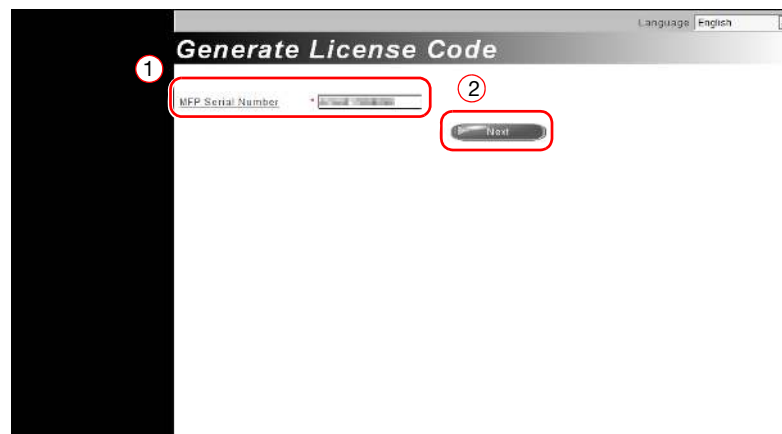 Language English
Generate License Code
1
MFP Serial Number *
2
Next